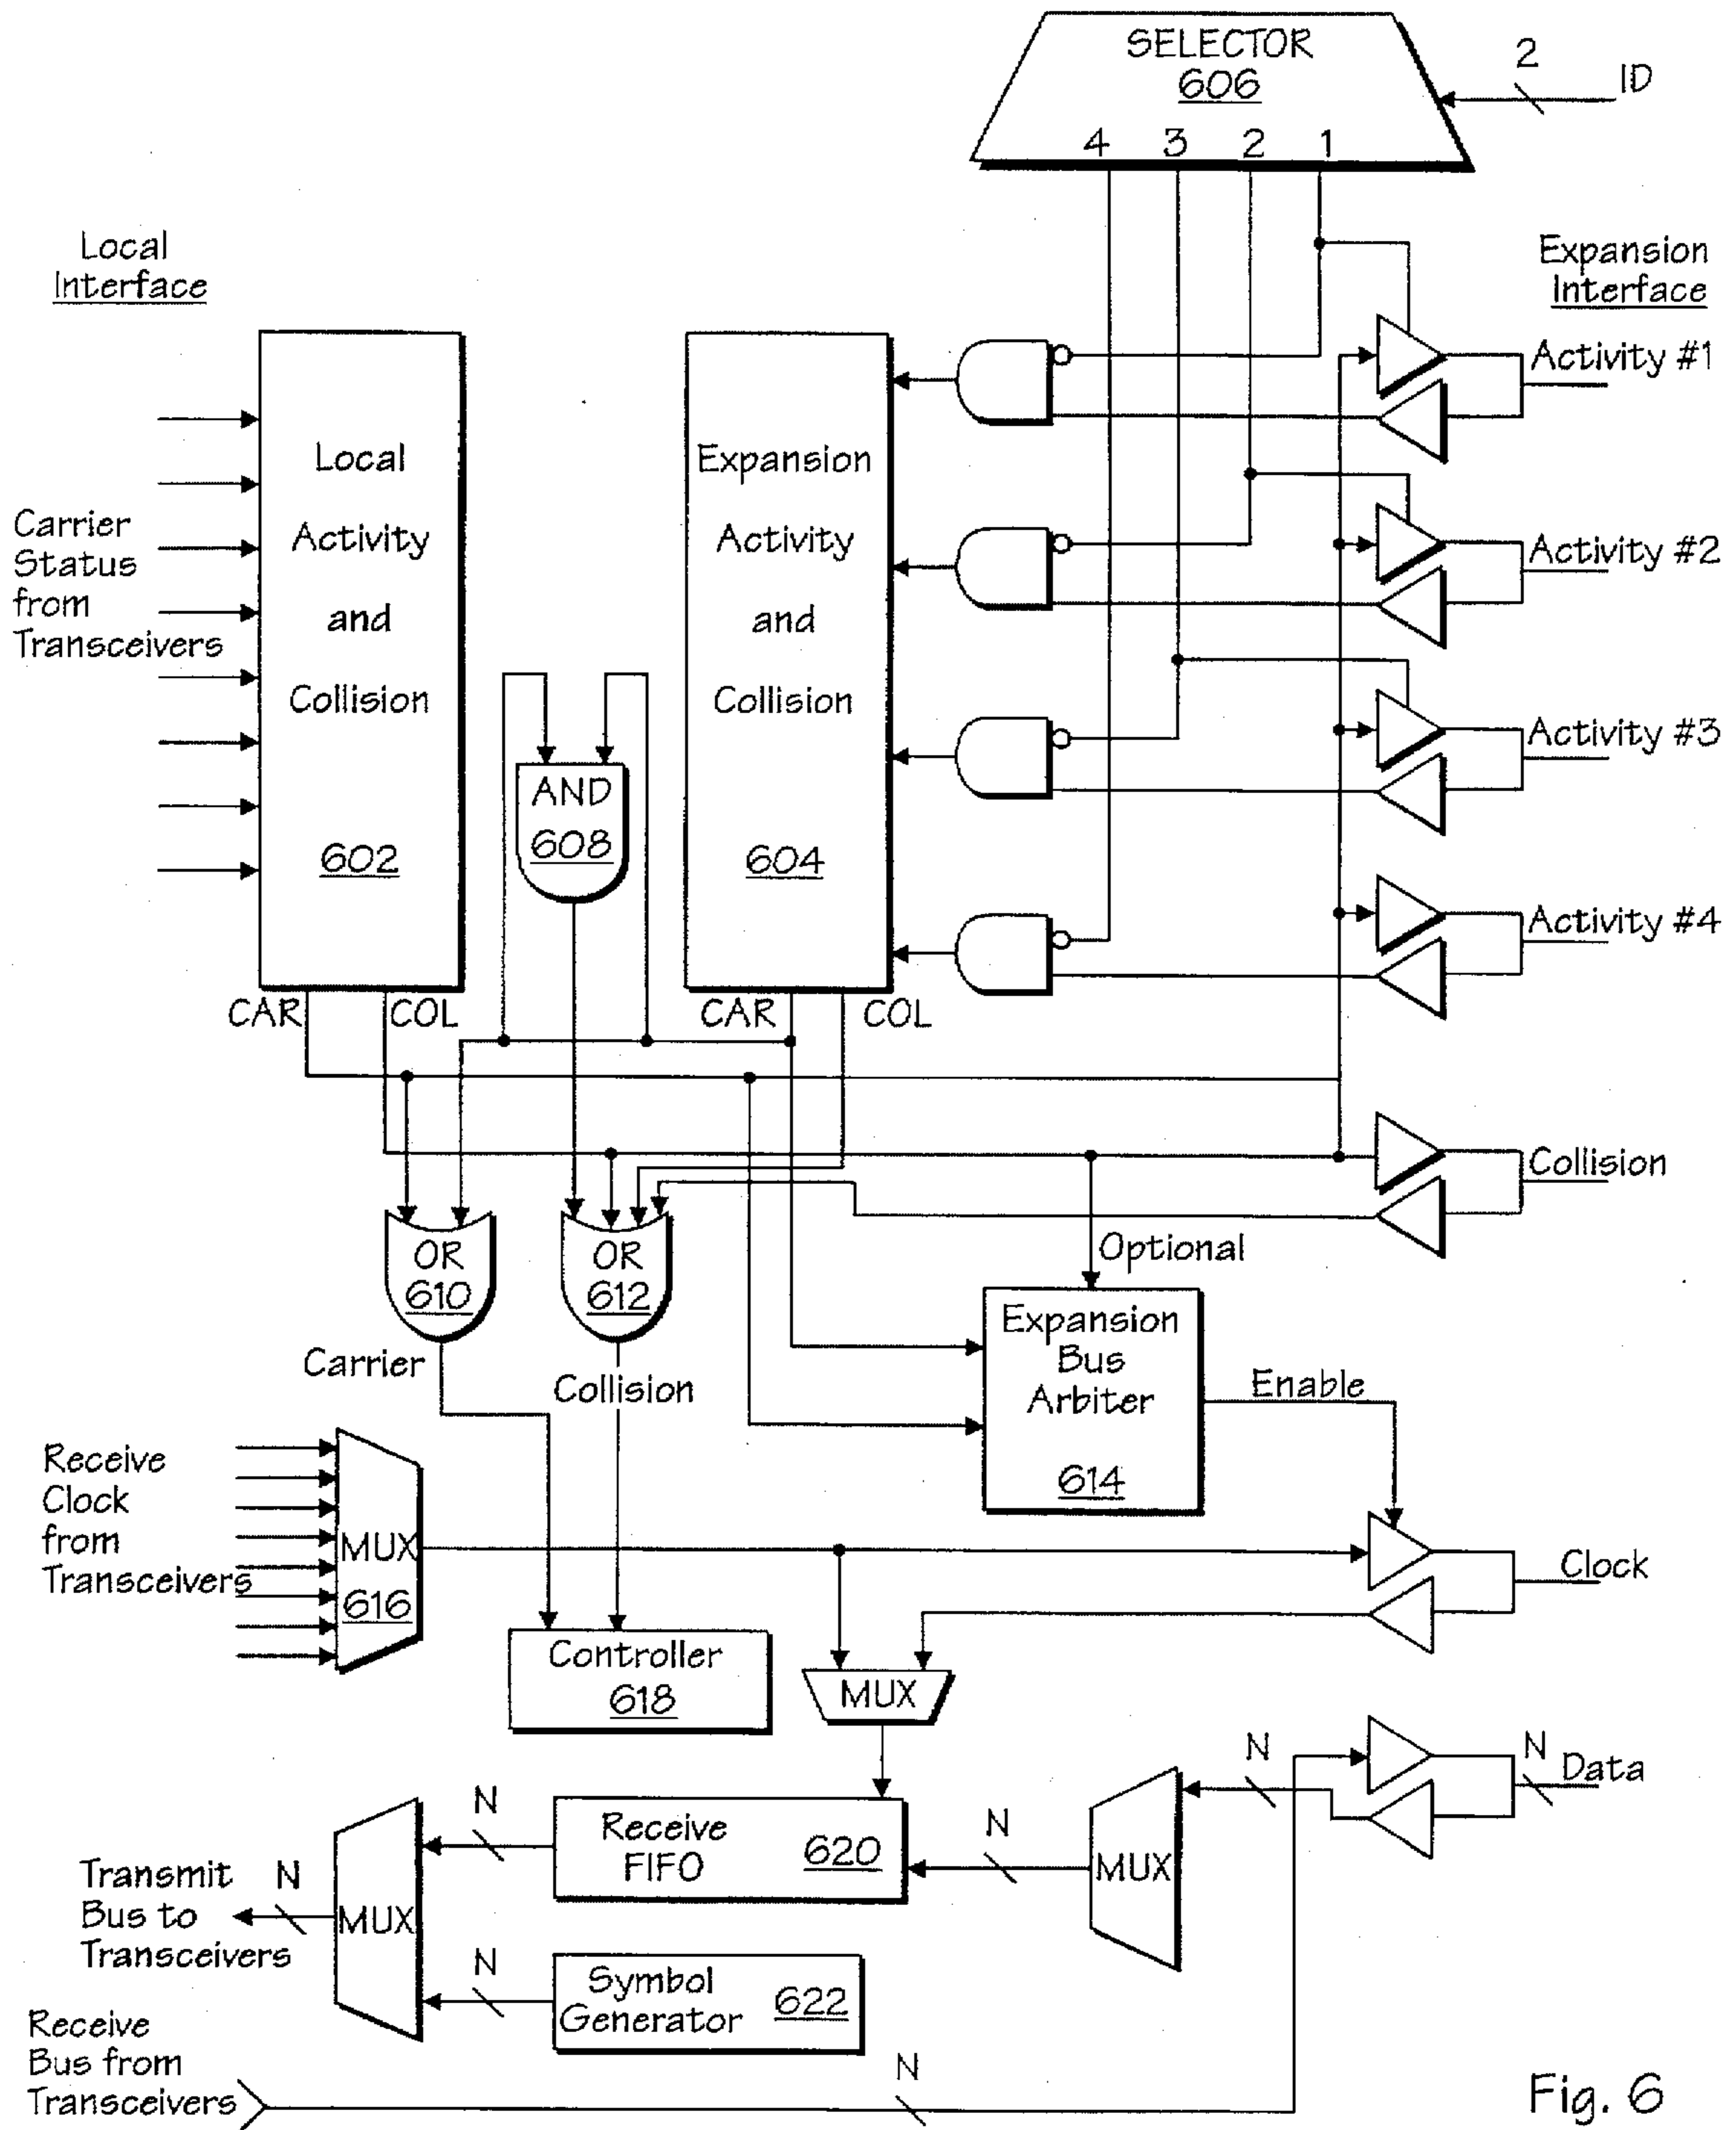 SELECTOR
606
4 3 2 1
2
ID
Local
Interface
Expansion
Interface
Carrier
Status
from
Transceivers
Local
Activity
and
Collision
602
AND
608
Expansion
Activity
and
Collision
604
Activity #1
Activity #2
Activity #3
Activity #4
CAR
COL
CAR
COL
Collision
OR
610
OR
612
Optional
Carrier
Collision
Expansion
Bus
Arbiter
614
Enable
Receive
Clock
from
Transceivers
MUX
616
Clock
Controller
618
MUX
N
N
Data
MUX
N
Receive
FIFO
620
N
Transmit
Bus to
Transceivers
N
MUX
N
Symbol
Generator
622
Receive
Bus from
Transceivers
N
Fig. 6